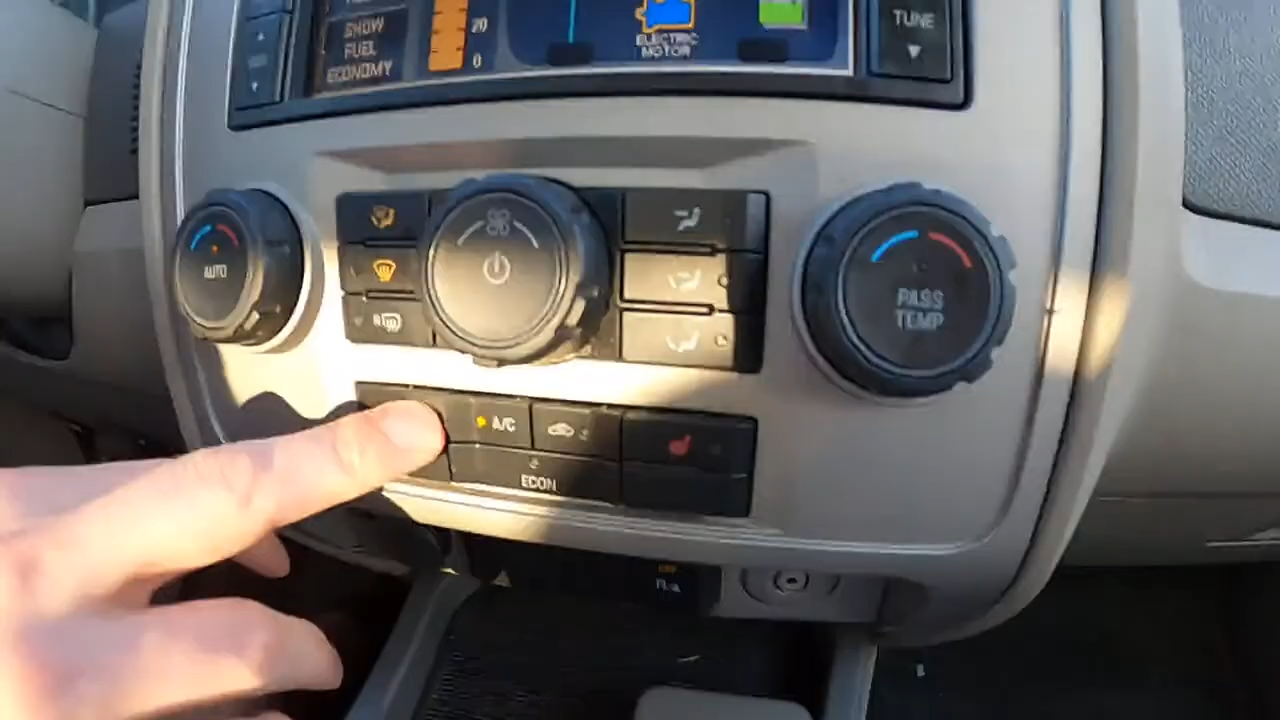 SHOW
FUEL
ECONOMY
20
0
ELECTRIC
MOTOR
TUNE
AUTO
PASS
TEMP
R
A/C
ECON